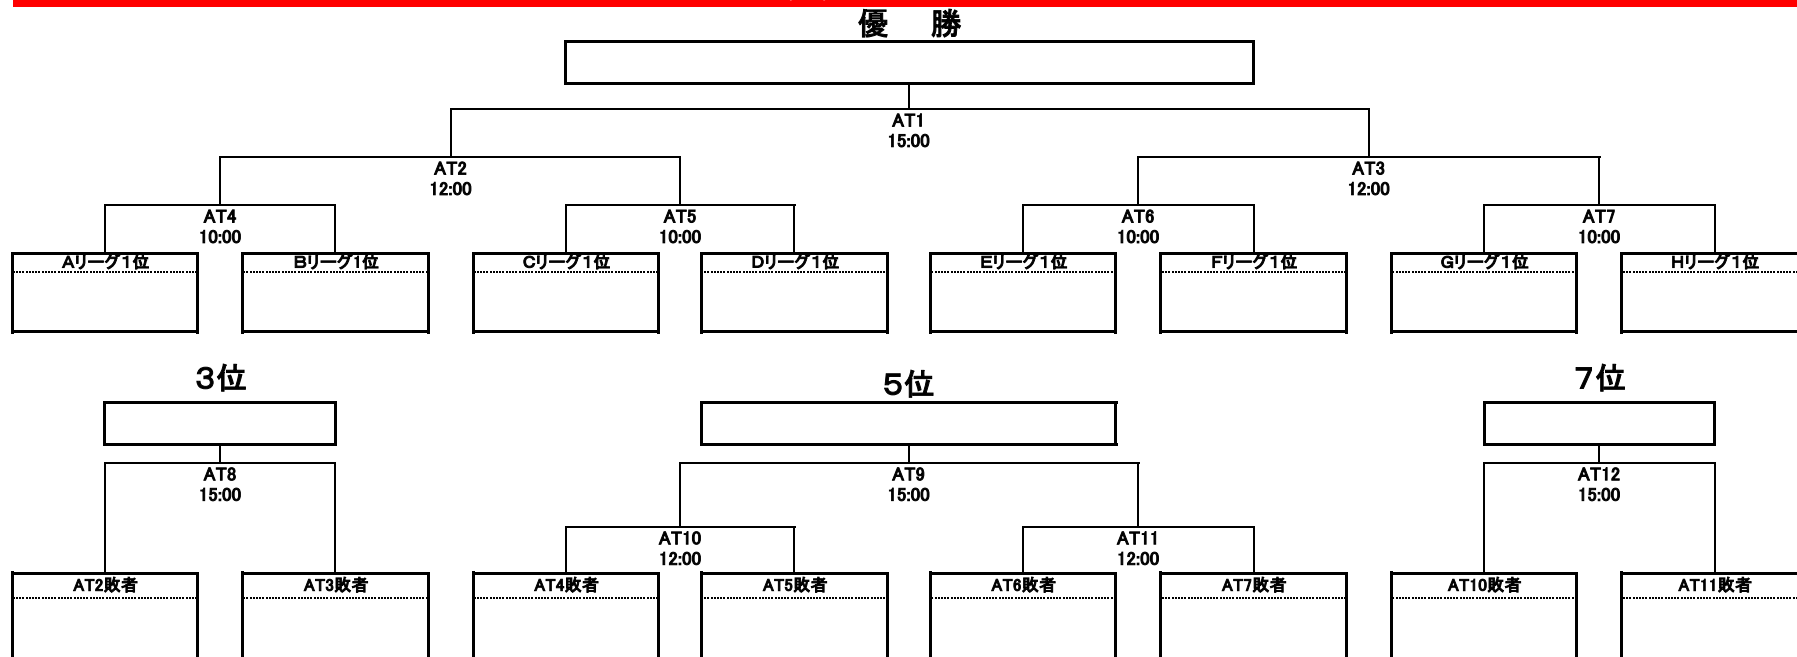 優　勝
AT1
15:00
AT2
12:00
AT3
12:00
AT4
10:00
AT5
10:00
AT6
10:00
AT7
10:00
Aリーグ1位
Bリーグ1位
Cリーグ1位
Dリーグ1位
Eリーグ1位
Fリーグ1位
Gリーグ1位
Hリーグ1位
3位
5位
7位
AT8
15:00
AT9
15:00
AT12
15:00
AT10
12:00
AT11
12:00
AT2敗者
AT3敗者
AT4敗者
AT5敗者
AT6敗者
AT7敗者
AT10敗者
AT11敗者